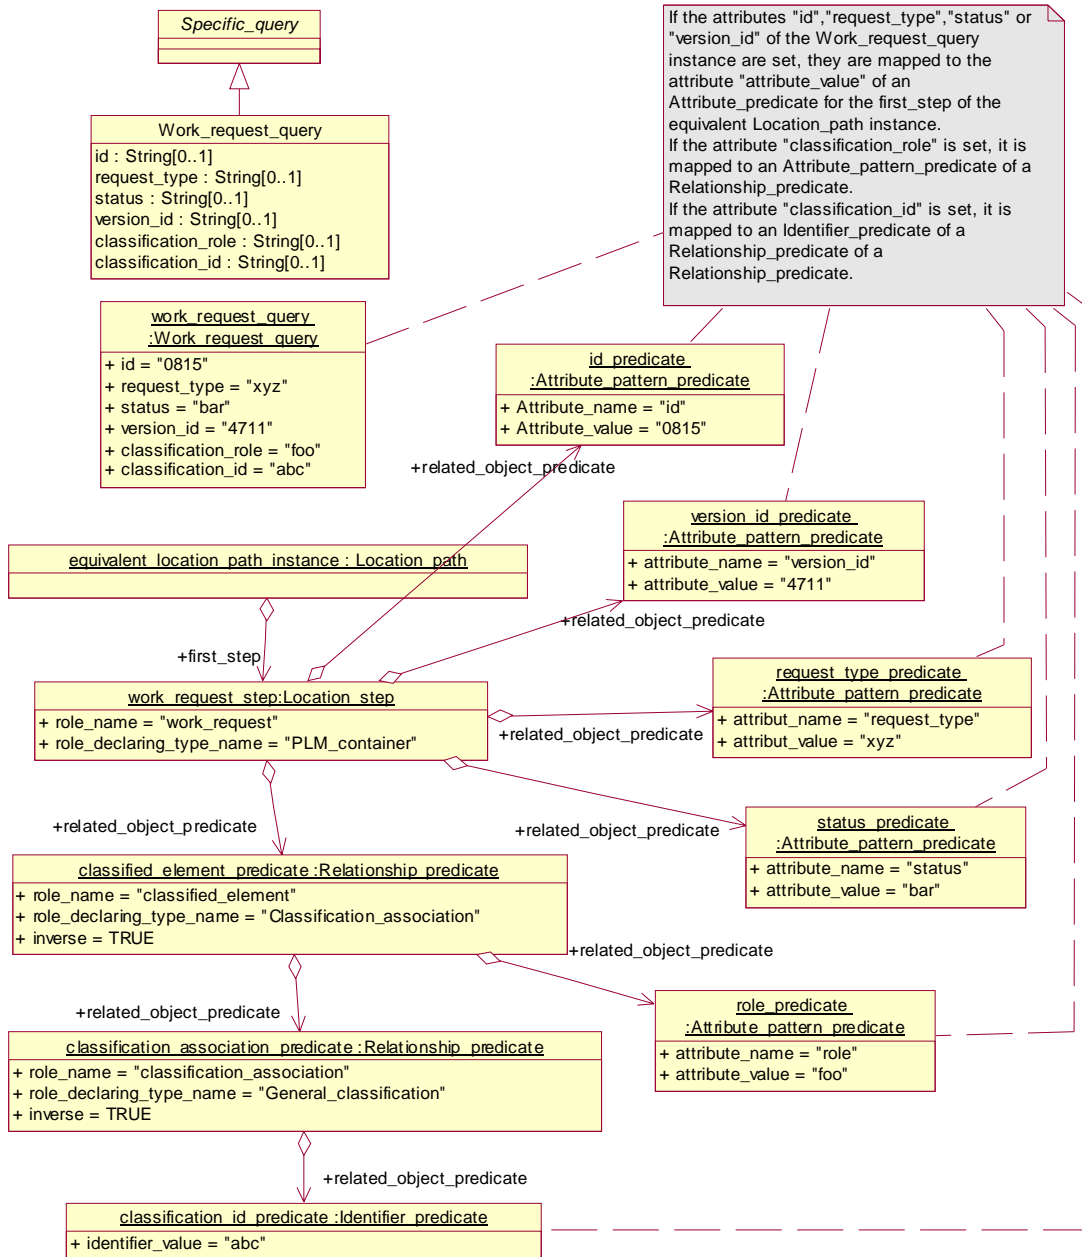 Specific_query
Work_request_query
id : String[0..1]
request_type : String[0..1]
status : String[0..1]
version_id : String[0..1]
classification_role : String[0..1]
classification_id : String[0..1]
If the attributes "id","request_type","status" or
"version_id" of the Work_request_query
instance are set, they are mapped to the
attribute "attribute_value" of an
Attribute_predicate for the first_step of the
equivalent Location_path instance.
If the attribute "classification_role" is set, it is
mapped to an Attribute_pattern_predicate of a
Relationship_predicate.
If the attribute "classification_id" is set, it is
mapped to an Identifier_predicate of a
Relationship_predicate of a
Relationship_predicate.
work_request_query
:Work_request_query
+ id = "0815"
+ request_type = "xyz"
+ status = "bar"
+ version_id = "4711"
+ classification_role = "foo"
+ classification_id = "abc"
id_predicate
:Attribute_pattern_predicate
+ Attribute_name = "id"
+ Attribute_value = "0815"
+related_object_predicate
version_id_predicate
:Attribute_pattern_predicate
+ attribute_name = "version_id"
+ attribute_value = "4711"
+related_object_predicate
equivalent_location_path_instance : Location_path
+first_step
work_request_step:Location_step
+ role_name = "work_request"
+ role_declaring_type_name = "PLM_container"
request_type_predicate
:Attribute_pattern_predicate
+ attribut_name = "request_type"
+ attribut_value = "xyz"
+related_object_predicate
status_predicate
:Attribute_pattern_predicate
+ attribute_name = "status"
+ attribute_value = "bar"
+related_object_predicate
+related_object_predicate
classified_element_predicate :Relationship_predicate
+ role_name = "classified_element"
+ role_declaring_type_name = "Classification_association"
+ inverse = TRUE
+related_object_predicate
role_predicate
:Attribute_pattern_predicate
+ attribute_name = "role"
+ attribute_value = "foo"
+related_object_predicate
classification_association_predicate :Relationship_predicate
+ role_name = "classification_association"
+ role_declaring_type_name = "General_classification"
+ inverse = TRUE
+related_object_predicate
classification_id_predicate :Identifier_predicate
+ identifier_value = "abc"